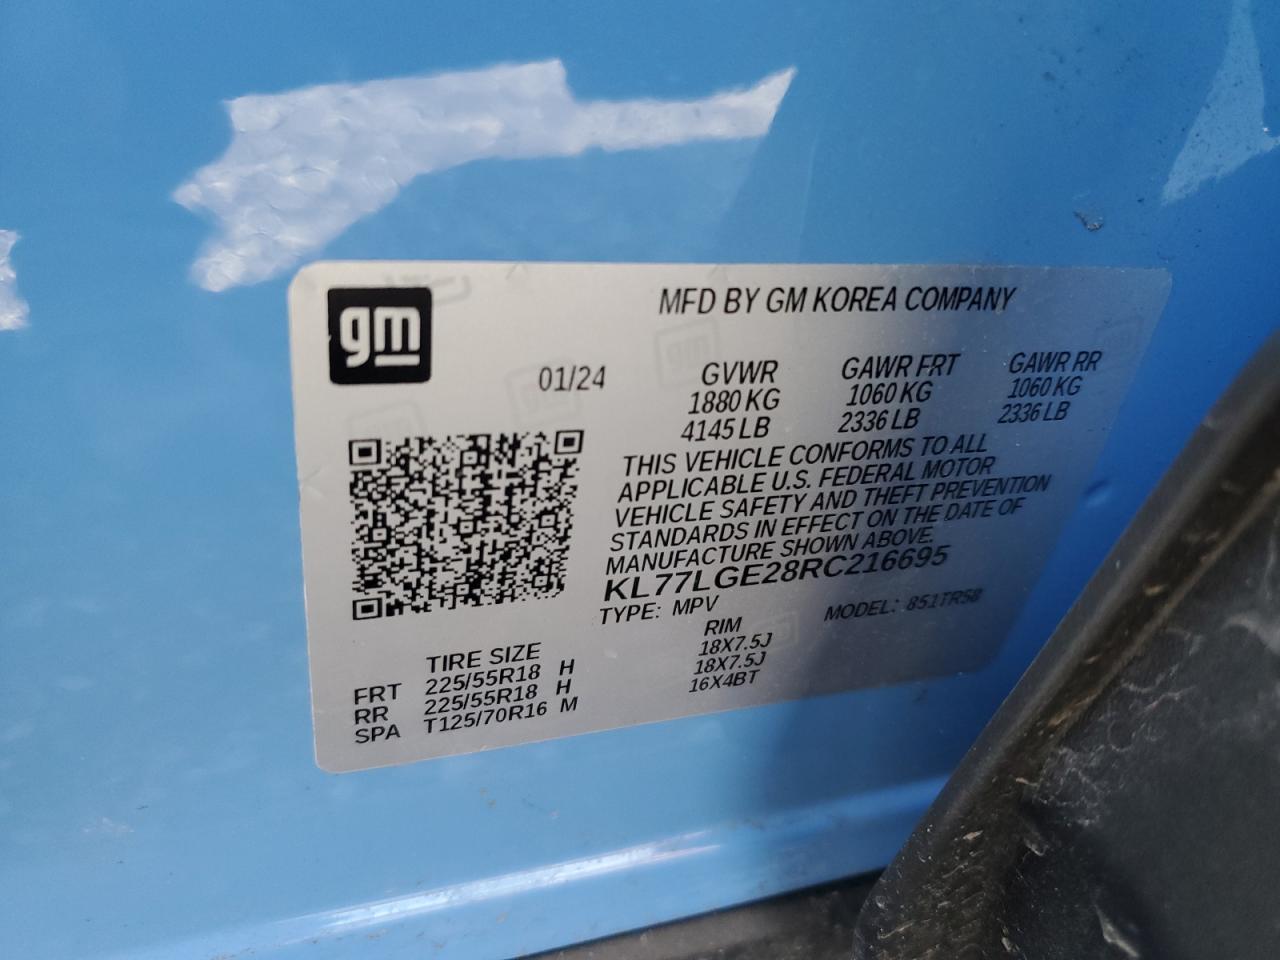 gm
MFD BY GM KOREA COMPANY
01/24 GVWR GAWR FRT GAWR RR
1880 KG 1060 KG 1060 KG
4145 LB 2336 LB 2336 LB
THIS VEHICLE CONFORMS TO ALL
APPLICABLE U.S. FEDERAL MOTOR
VEHICLE SAFETY AND THEFT PREVENTION
STANDARDS IN EFFECT ON THE DATE OF
MANUFACTURE SHOWN ABOVE.
KL77LGE28RC216695
TYPE: MPV MODEL: 851TR58
TIRE SIZE RIM
FRT 225/55R18 H 18X7.5J
RR 225/55R18 H 18X7.5J
SPA T125/70R16 M 16X4BT